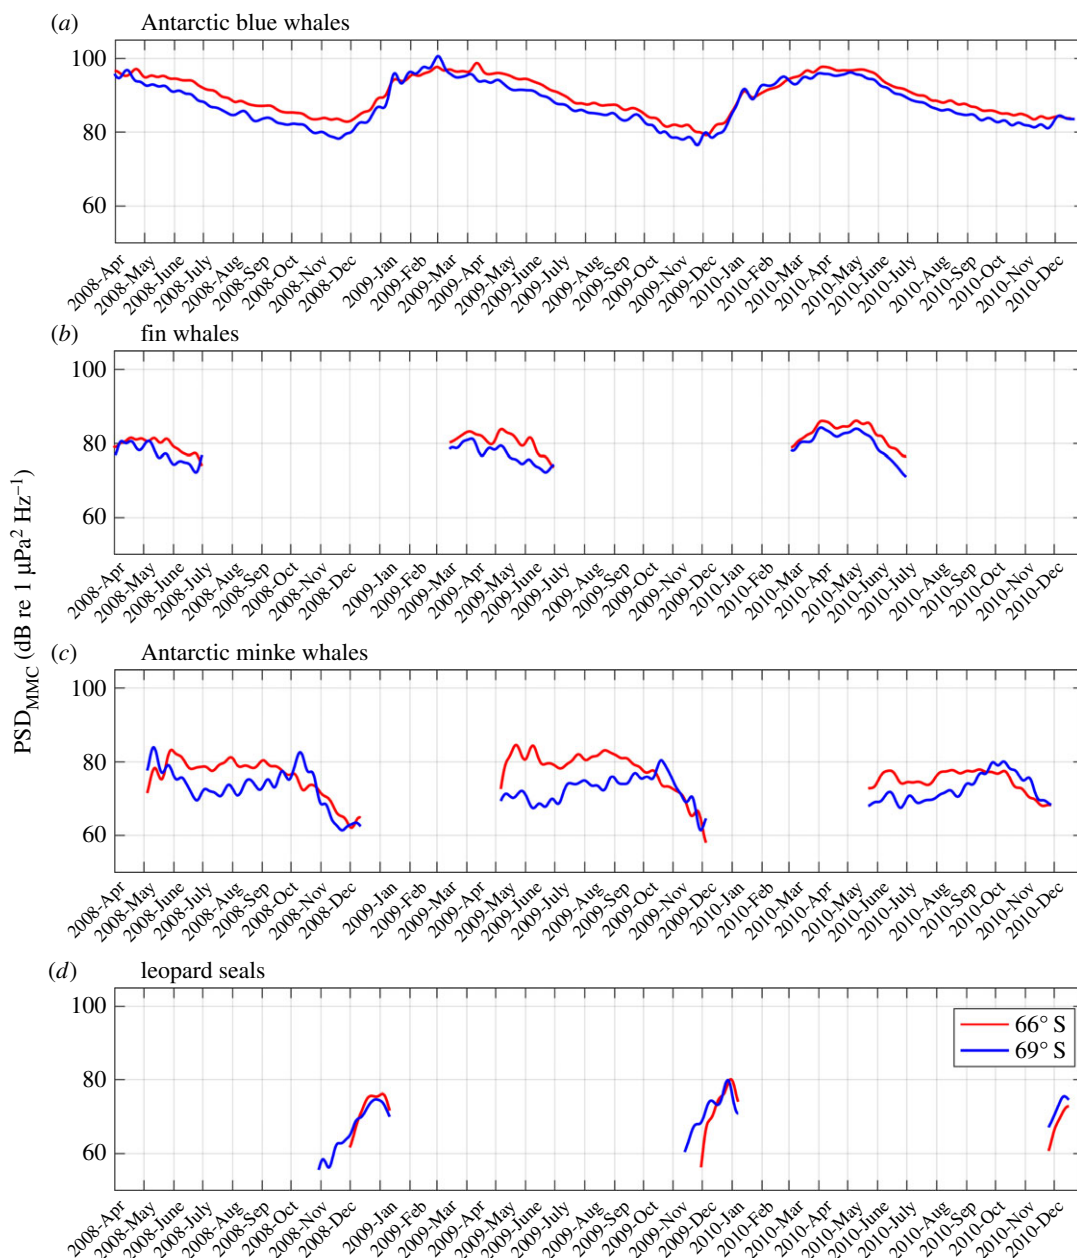 (a) Antarctic blue whales
100
80
60
2008-Apr 2008-May 2008-June 2008-July 2008-Aug 2008-Sep 2008-Oct 2008-Nov 2008-Dec 2009-Jan 2009-Feb 2009-Mar 2009-Apr 2009-May 2009-June 2009-July 2009-Aug 2009-Sep 2009-Oct 2009-Nov 2009-Dec 2010-Jan 2010-Feb 2010-Mar 2010-Apr 2010-May 2010-June 2010-July 2010-Aug 2010-Sep 2010-Oct 2010-Nov 2010-Dec
(b) fin whales
100
80
60
2008-Apr 2008-May 2008-June 2008-July 2008-Aug 2008-Sep 2008-Oct 2008-Nov 2008-Dec 2009-Jan 2009-Feb 2009-Mar 2009-Apr 2009-May 2009-June 2009-July 2009-Aug 2009-Sep 2009-Oct 2009-Nov 2009-Dec 2010-Jan 2010-Feb 2010-Mar 2010-Apr 2010-May 2010-June 2010-July 2010-Aug 2010-Sep 2010-Oct 2010-Nov 2010-Dec
PSD_MMC (dB re 1 µPa² Hz⁻¹)
(c) Antarctic minke whales
100
80
60
2008-Apr 2008-May 2008-June 2008-July 2008-Aug 2008-Sep 2008-Oct 2008-Nov 2008-Dec 2009-Jan 2009-Feb 2009-Mar 2009-Apr 2009-May 2009-June 2009-July 2009-Aug 2009-Sep 2009-Oct 2009-Nov 2009-Dec 2010-Jan 2010-Feb 2010-Mar 2010-Apr 2010-May 2010-June 2010-July 2010-Aug 2010-Sep 2010-Oct 2010-Nov 2010-Dec
(d) leopard seals
100
80
60
66° S
69° S
2008-Apr 2008-May 2008-June 2008-July 2008-Aug 2008-Sep 2008-Oct 2008-Nov 2008-Dec 2009-Jan 2009-Feb 2009-Mar 2009-Apr 2009-May 2009-June 2009-July 2009-Aug 2009-Sep 2009-Oct 2009-Nov 2009-Dec 2010-Jan 2010-Feb 2010-Mar 2010-Apr 2010-May 2010-June 2010-July 2010-Aug 2010-Sep 2010-Oct 2010-Nov 2010-Dec